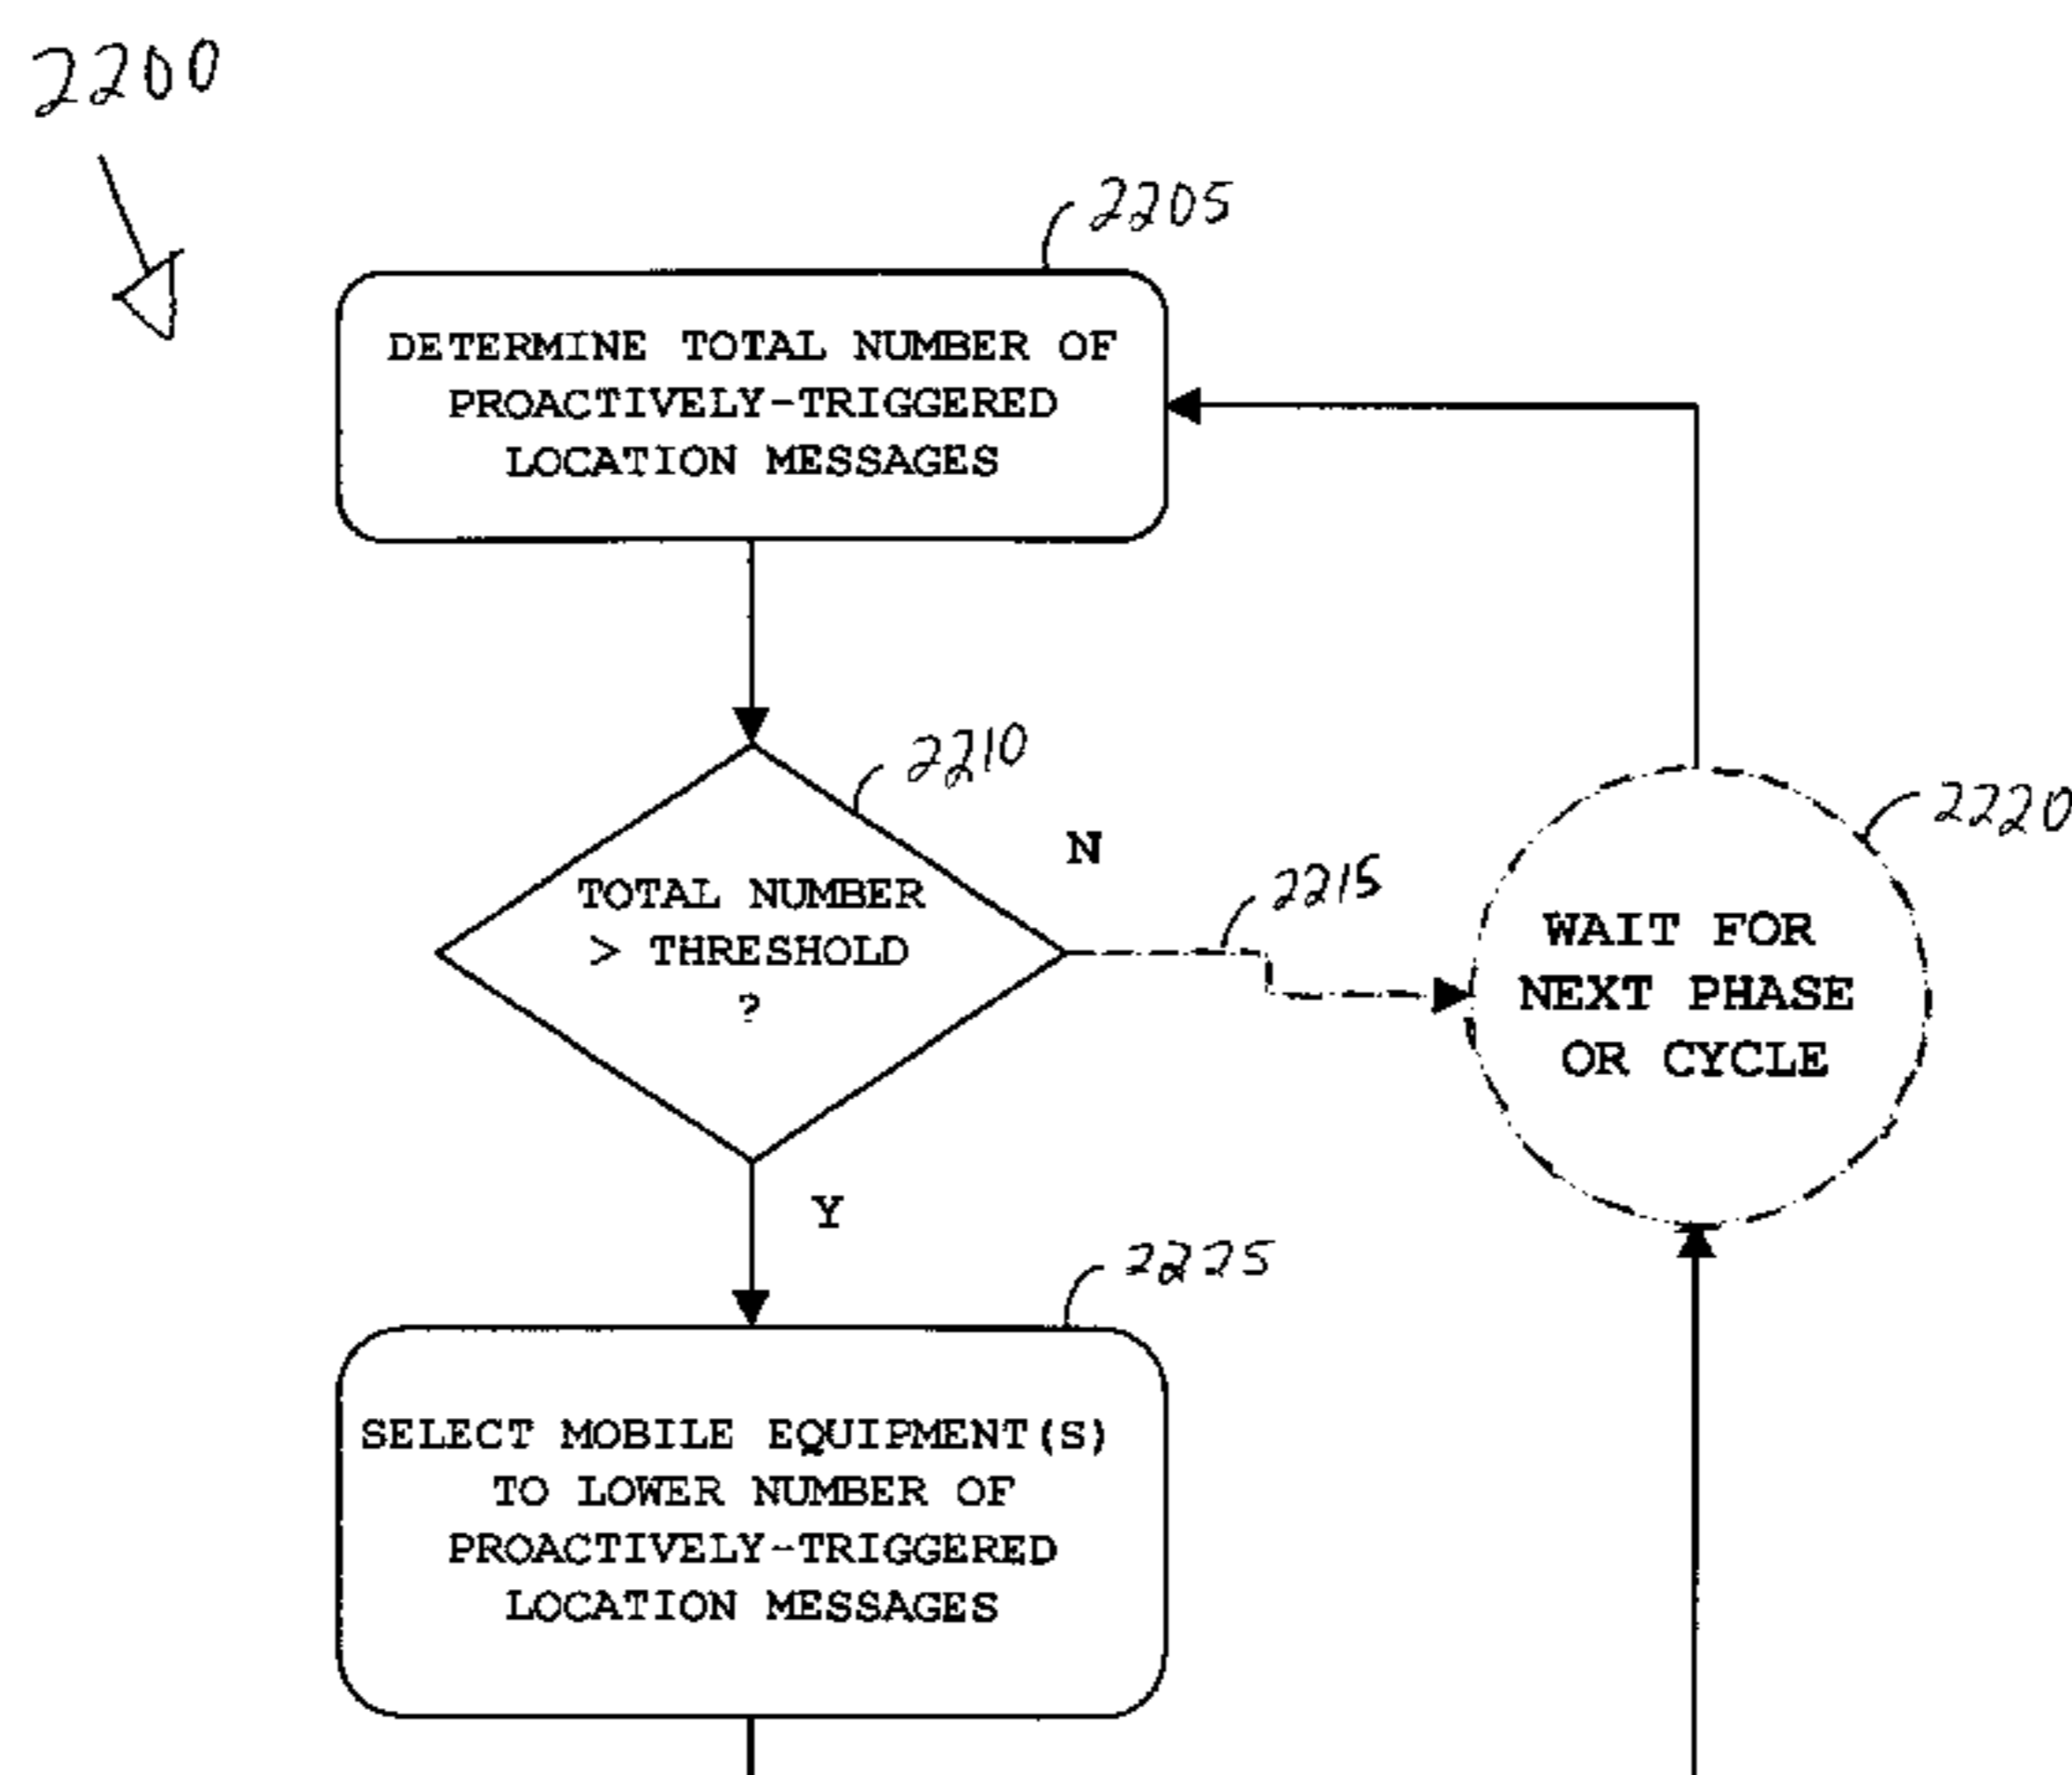 2200
2205
DETERMINE TOTAL NUMBER OF
PROACTIVELY-TRIGGERED
LOCATION MESSAGES
2210
TOTAL NUMBER
> THRESHOLD
?
N
2215
2220
WAIT FOR
NEXT PHASE
OR CYCLE
Y
2225
SELECT MOBILE EQUIPMENT(S)
TO LOWER NUMBER OF
PROACTIVELY-TRIGGERED
LOCATION MESSAGES